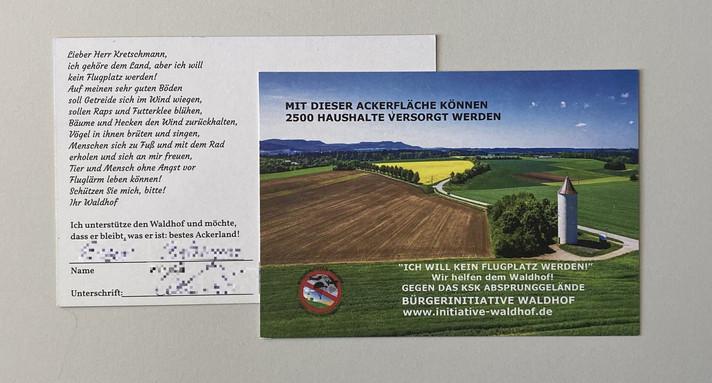 Lieber Herr Kretschmann,
ich gehöre dem Land, aber ich will
kein Flugplatz werden!
Auf meinen sehr guten Böden
soll Getreide sich im Wind wiegen,
sollen Raps und Futterklee blühen,
Bäume und Hecken den Wind zurückhalten,
Vögel in ihnen brüten und singen,
Menschen sich zu Fuß und mit dem Rad
erholen und sich an mir freuen,
Tier und Mensch ohne Angst vor
Fluglärm leben können!
Schützen Sie mich, bitte!
Ihr Waldhof
Ich unterstütze den Waldhof und möchte,
dass er bleibt, was er ist: bestes Ackerland!
Name
Unterschrift:
MIT DIESER ACKERFLÄCHE KÖNNEN
2500 HAUSHALTE VERSORGT WERDEN
"ICH WILL KEIN FLUGPLATZ WERDEN!"
Wir helfen dem Waldhof!
GEGEN DAS KSK ABSPRUNGGELÄNDE
BÜRGERINITIATIVE WALDHOF
www.initiative-waldhof.de